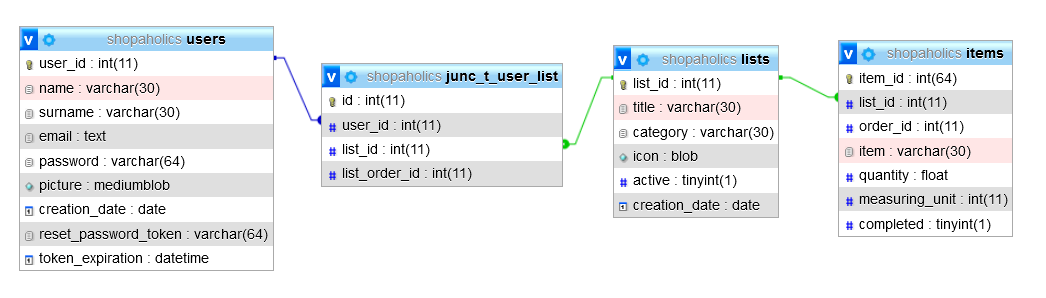 v shopaholics users
user_id : int(11)
name : varchar(30)
surname : varchar(30)
email : text
password : varchar(64)
picture : mediumblob
creation_date : date
reset_password_token : varchar(64)
token_expiration : datetime
v shopaholics junc_t_user_list
id : int(11)
# user_id : int(11)
# list_id : int(11)
# list_order_id : int(11)
v shopaholics lists
list_id : int(11)
title : varchar(30)
category : varchar(30)
icon : blob
# active : tinyint(1)
creation_date : date
v shopaholics items
item_id : int(64)
# list_id : int(11)
# order_id : int(11)
item : varchar(30)
# quantity : float
# measuring_unit : int(11)
# completed : tinyint(1)